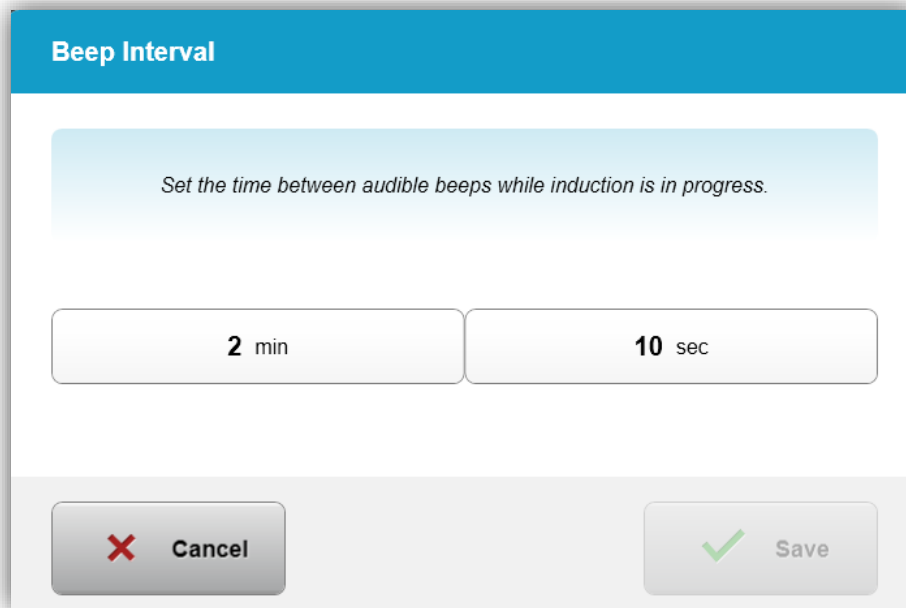 Beep Interval
Set the time between audible beeps while induction is in progress.
2 min 10 sec
Cancel Save